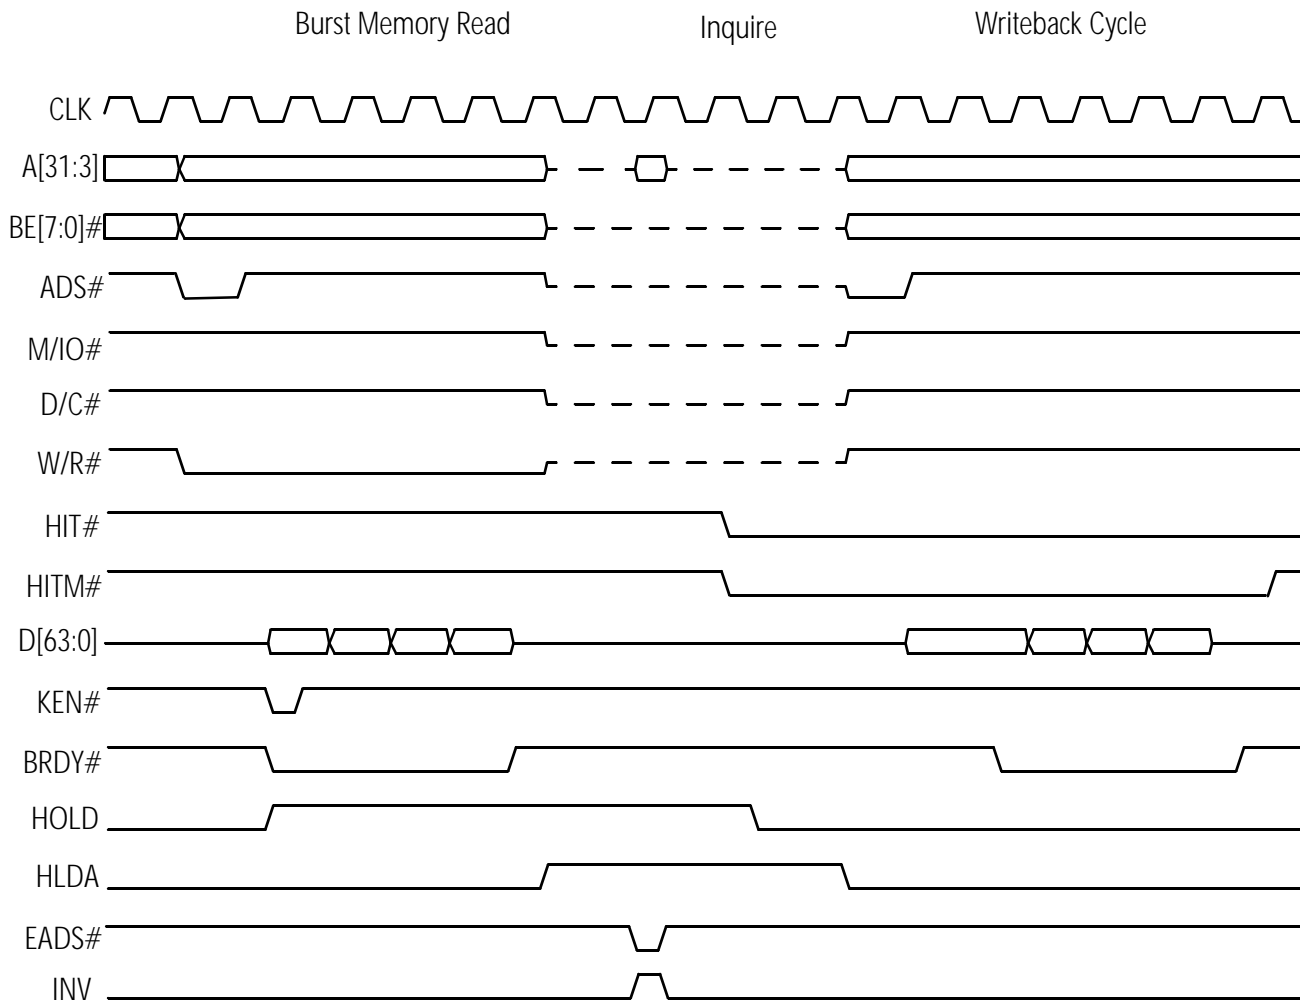 Burst Memory Read
Inquire
Writeback Cycle
CLK
A[31:3]
BE[7:0]#
ADS#
M/IO#
D/C#
W/R#
HIT#
HITM#
D[63:0]
KEN#
BRDY#
HOLD
HLDA
EADS#
INV